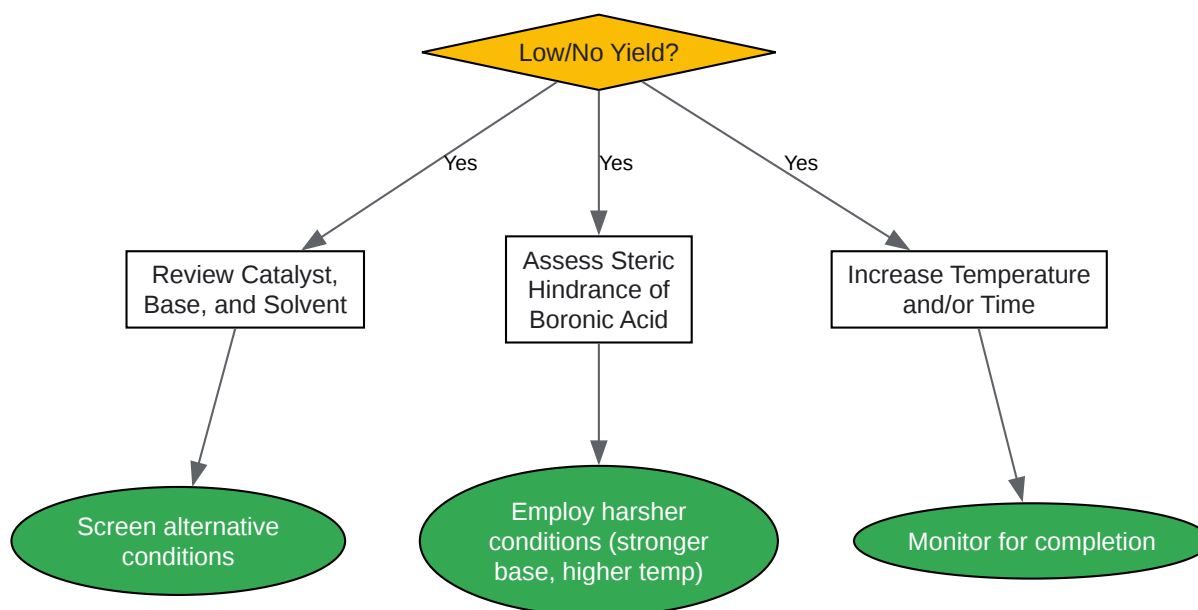 Low/No Yield?
Yes
Yes
Yes
Review Catalyst,
Base, and Solvent
Assess Steric
Hindrance of
Boronic Acid
Increase Temperature
and/or Time
Screen alternative
conditions
Employ harsher
conditions (stronger
base, higher temp)
Monitor for completion